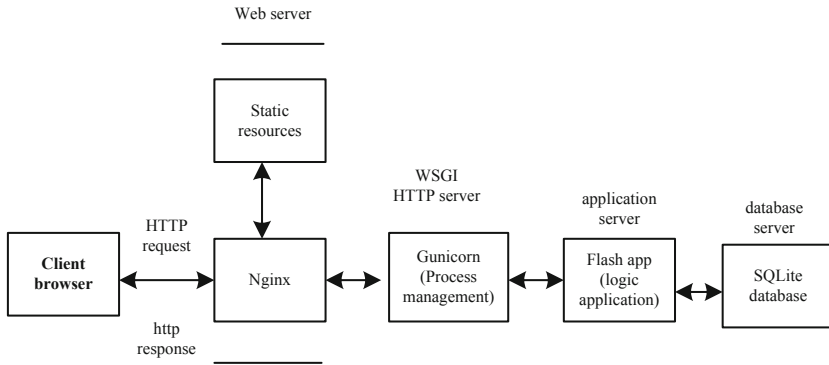 Web server
Static
resources
WSGI
HTTP server
application
server
database
server
HTTP
request
Client
browser
Nginx
Gunicorn
(Process
management)
Flash app
(logic
application)
SQLite
database
http
response